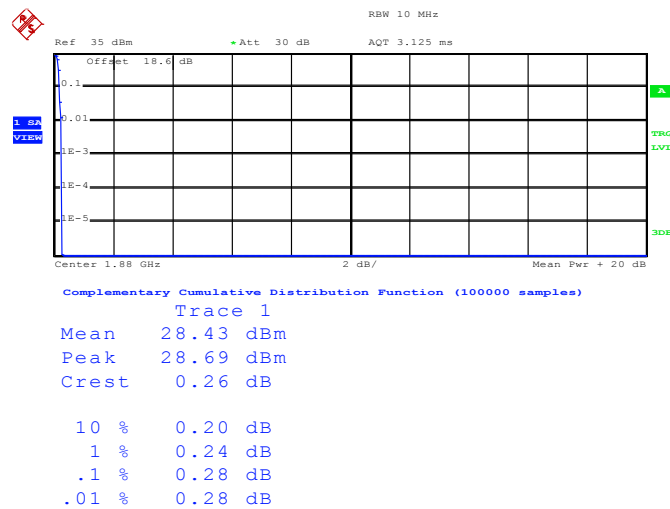 RBW 10 MHz
Ref 35 dBm * Att 30 dB AQT 3.125 ms
Offset 18.6 dB
0.1
A
0.01
1 SA
VIEW
TRG
LVL
1E-3
1E-4
1E-5
3DB
Center 1.88 GHz 2 dB/ Mean Pwr + 20 dB
Complementary Cumulative Distribution Function (100000 samples)
Trace 1
Mean 28.43 dBm
Peak 28.69 dBm
Crest 0.26 dB
10 % 0.20 dB
1 % 0.24 dB
.1 % 0.28 dB
.01 % 0.28 dB